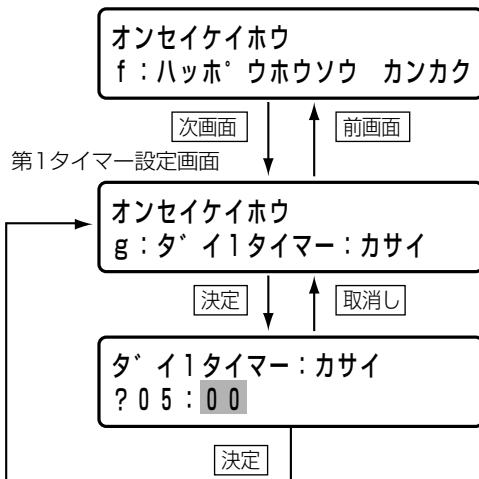 オンセイケイホウ
f：ハッホ゜ウホウソウ　カンカク
次画面　前画面
第1タイマー設定画面
オンセイケイホウ
g：タ゛イ1タイマー：カサイ
決定　取消し
タ゛イ1タイマー：カサイ
？05：00
決定